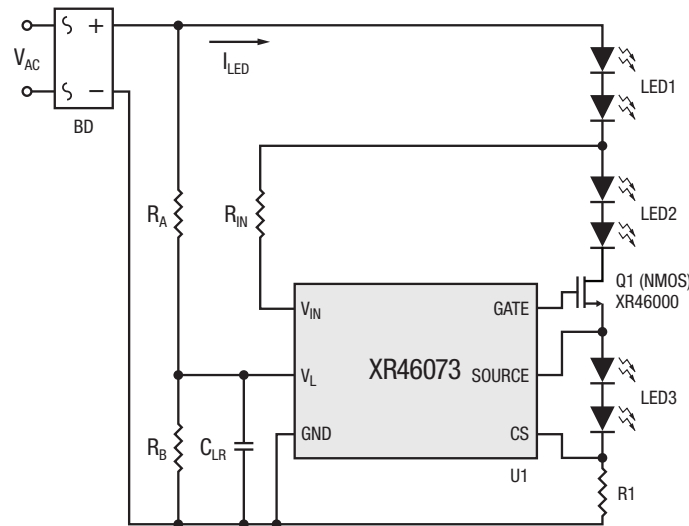 V_AC
+
−
BD
I_LED
LED1
LED2
R_A
R_IN
Q1 (NMOS)
XR46000
V_IN
GATE
V_L
XR46073
SOURCE
LED3
GND
CS
R_B
C_LR
U1
R1